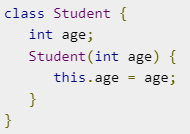 class Student {
   int age;
   Student(int age) {
      this.age = age;
   }
}